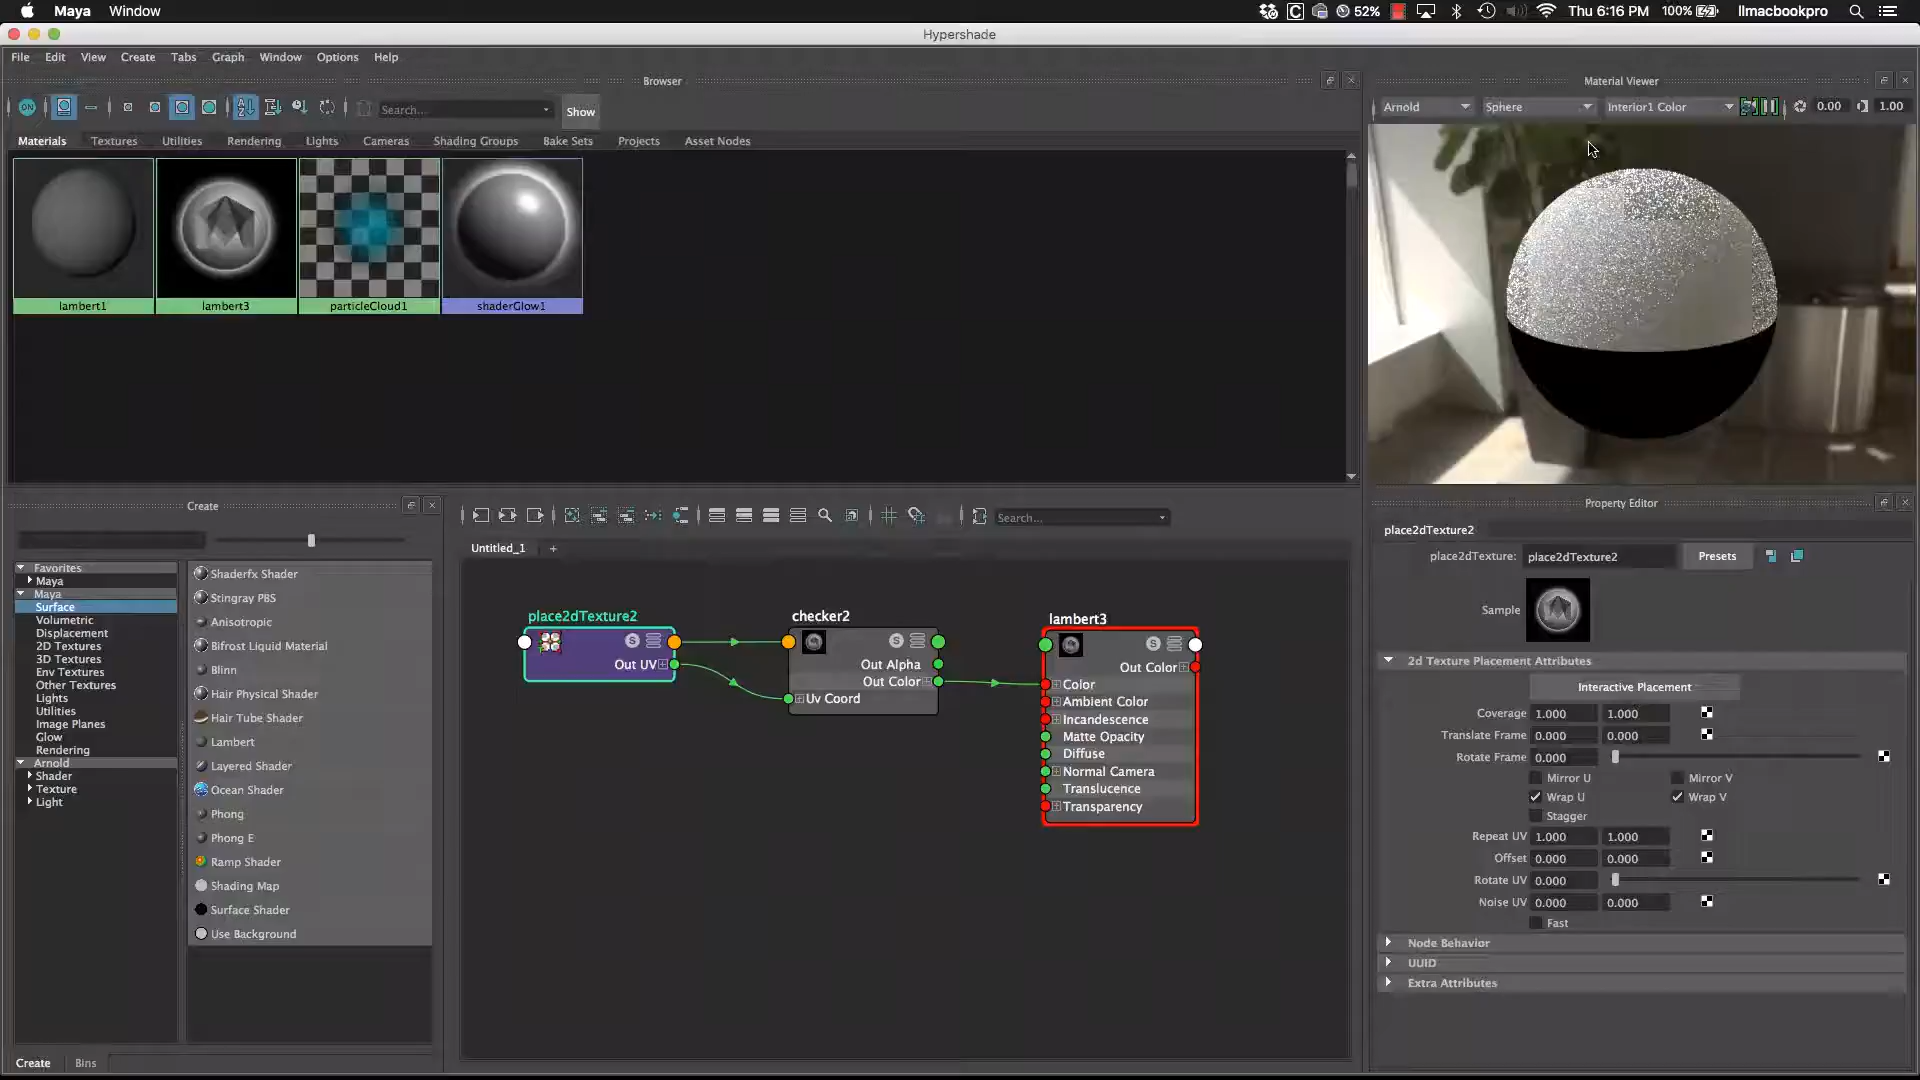 Maya Window
52% Thu 6:16 PM 100% llmacbookpro
Hypershade
File Edit View Create Tabs Graph Window Options Help
Browser
ON
Search...
Show
Materials Textures Utilities Rendering Lights Cameras Shading Groups Bake Sets Projects Asset Nodes
lambert1 lambert3 particleCloud1 shaderGlow1
Material Viewer
Arnold Sphere Interior1 Color 0.00 1.00
Create
Favorites
Maya
Maya
Surface
Volumetric
Displacement
2D Textures
3D Textures
Env Textures
Other Textures
Lights
Utilities
Image Planes
Glow
Rendering
Arnold
Shader
Texture
Light
Shaderfx Shader
Stingray PBS
Anisotropic
Bifrost Liquid Material
Blinn
Hair Physical Shader
Hair Tube Shader
Lambert
Layered Shader
Ocean Shader
Phong
Phong E
Ramp Shader
Shading Map
Surface Shader
Use Background
Create Bins
Search...
Untitled_1 +
place2dTexture2
S
Out UV
checker2
S
Out Alpha
Out Color
Uv Coord
lambert3
S
Out Color
Color
Ambient Color
Incandescence
Matte Opacity
Diffuse
Normal Camera
Translucence
Transparency
Property Editor
place2dTexture2
place2dTexture: place2dTexture2 Presets
Sample
2d Texture Placement Attributes
Interactive Placement
Coverage 1.000 1.000
Translate Frame 0.000 0.000
Rotate Frame 0.000
Mirror U Mirror V
Wrap U Wrap V
Stagger
Repeat UV 1.000 1.000
Offset 0.000 0.000
Rotate UV 0.000
Noise UV 0.000 0.000
Fast
Node Behavior
UUID
Extra Attributes